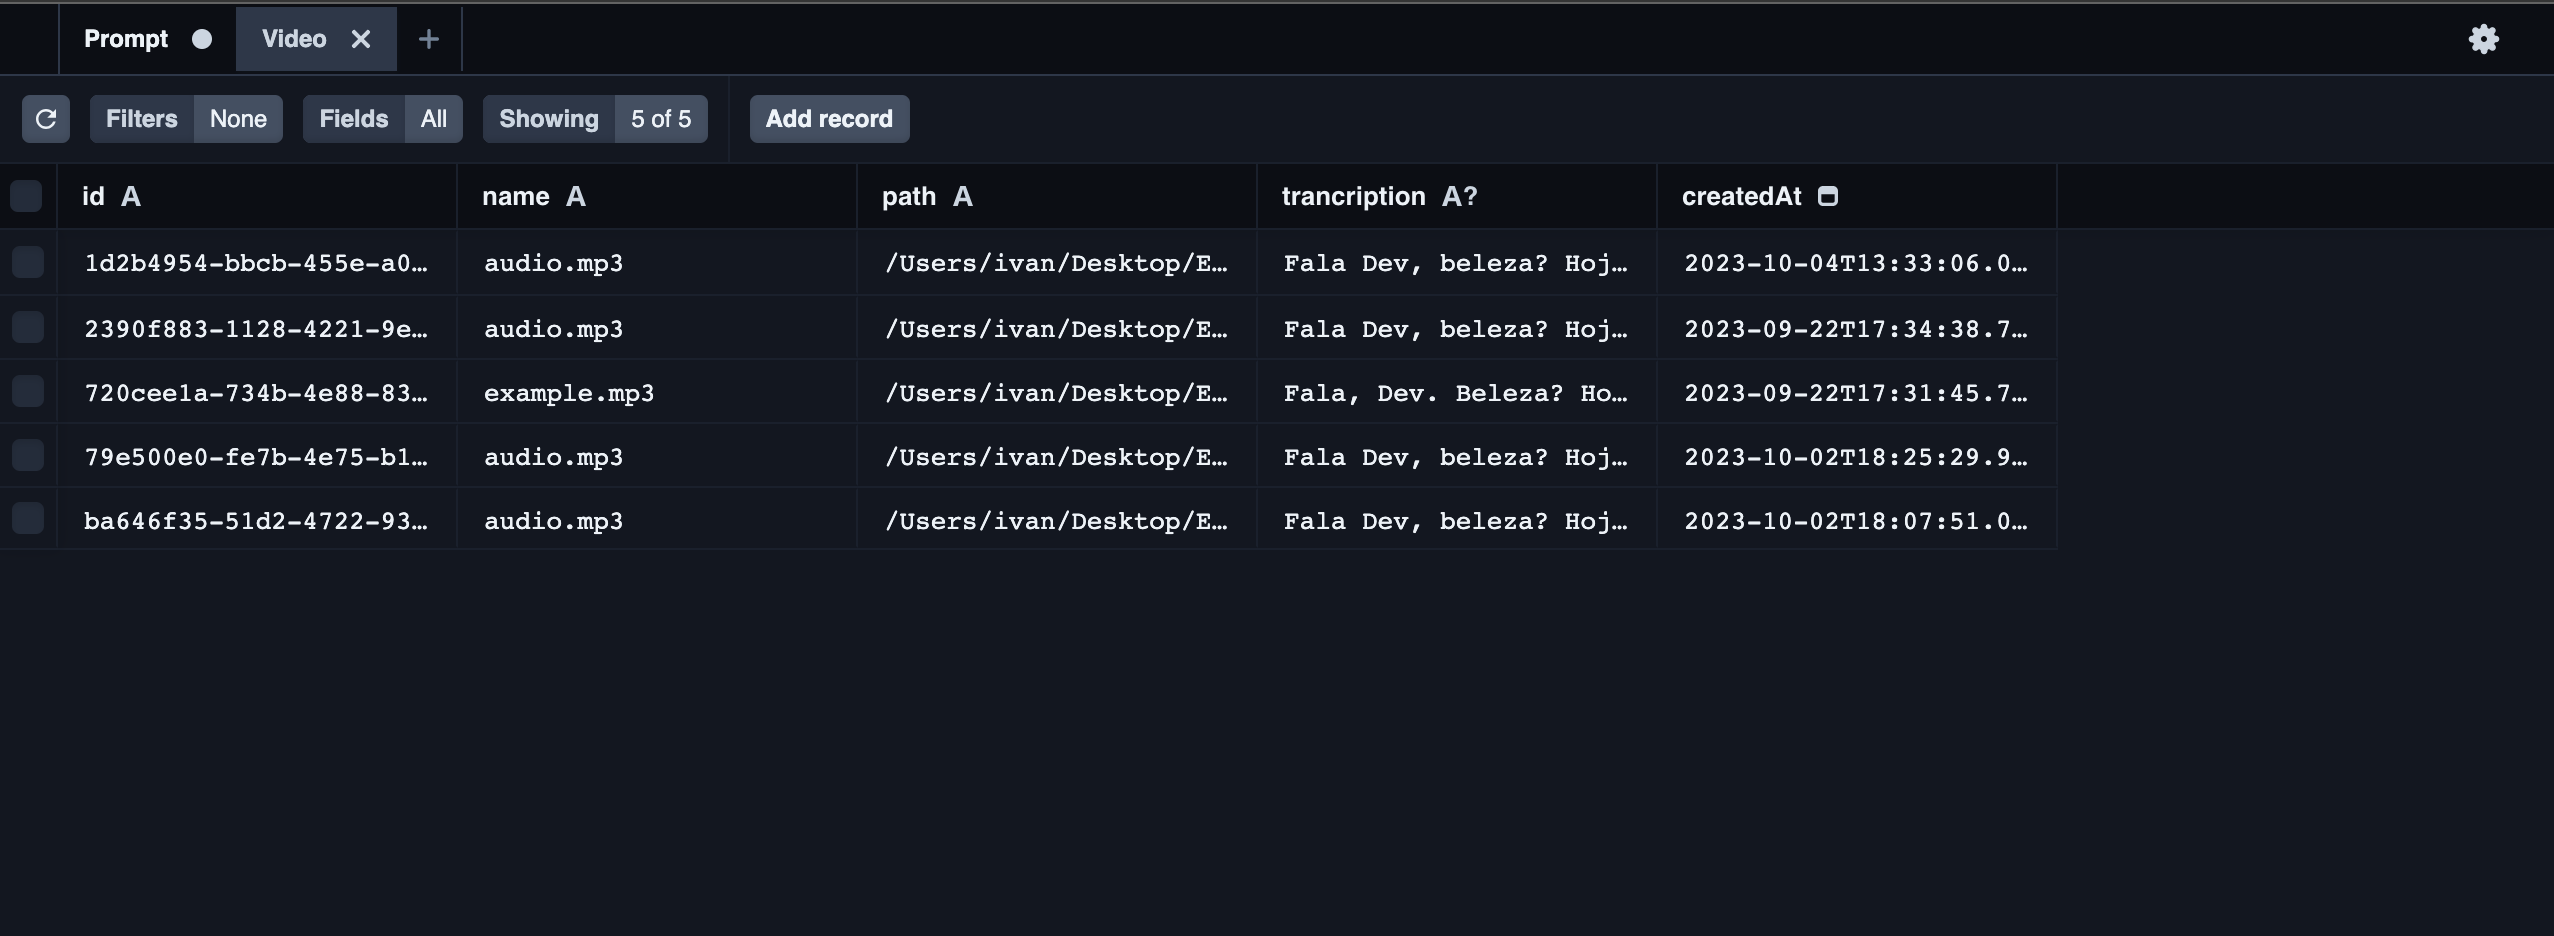 Prompt Video
Filters None Fields All Showing 5 of 5 Add record
id A name A path A trancription A? createdAt
1d2b4954-bbcb-455e-a0… audio.mp3 /Users/ivan/Desktop/E… Fala Dev, beleza? Hoj… 2023-10-04T13:33:06.0…
2390f883-1128-4221-9e… audio.mp3 /Users/ivan/Desktop/E… Fala Dev, beleza? Hoj… 2023-09-22T17:34:38.7…
720cee1a-734b-4e88-83… example.mp3 /Users/ivan/Desktop/E… Fala, Dev. Beleza? Ho… 2023-09-22T17:31:45.7…
79e500e0-fe7b-4e75-b1… audio.mp3 /Users/ivan/Desktop/E… Fala Dev, beleza? Hoj… 2023-10-02T18:25:29.9…
ba646f35-51d2-4722-93… audio.mp3 /Users/ivan/Desktop/E… Fala Dev, beleza? Hoj… 2023-10-02T18:07:51.0…